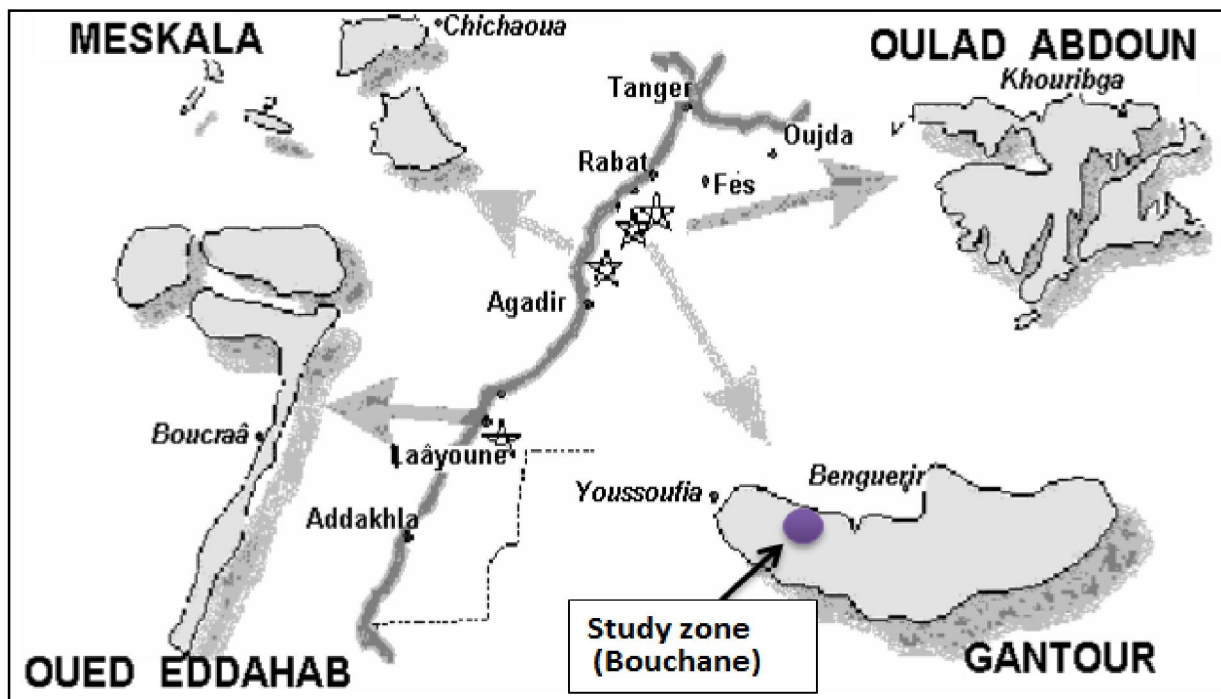 MESKALA
Chichaoua
OULAD ABDOUN
Khouribga
Tanger
Oujda
Rabat
Fés
Agadir
Boucraâ
Laâyoune
Addakhla
OUED EDDAHAB
Youssoufia
Benguerir
Study zone
(Bouchane)
GANTOUR